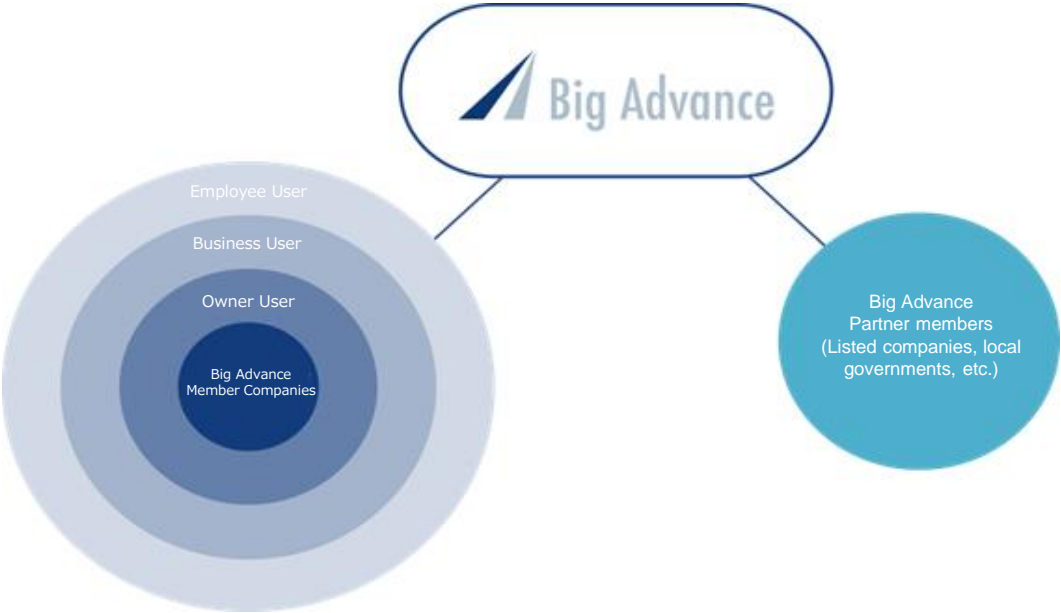 Big Advance
Employee User
Business User
Owner User
Big Advance
Member Companies
Big Advance
Partner members
(Listed companies, local
governments, etc.)